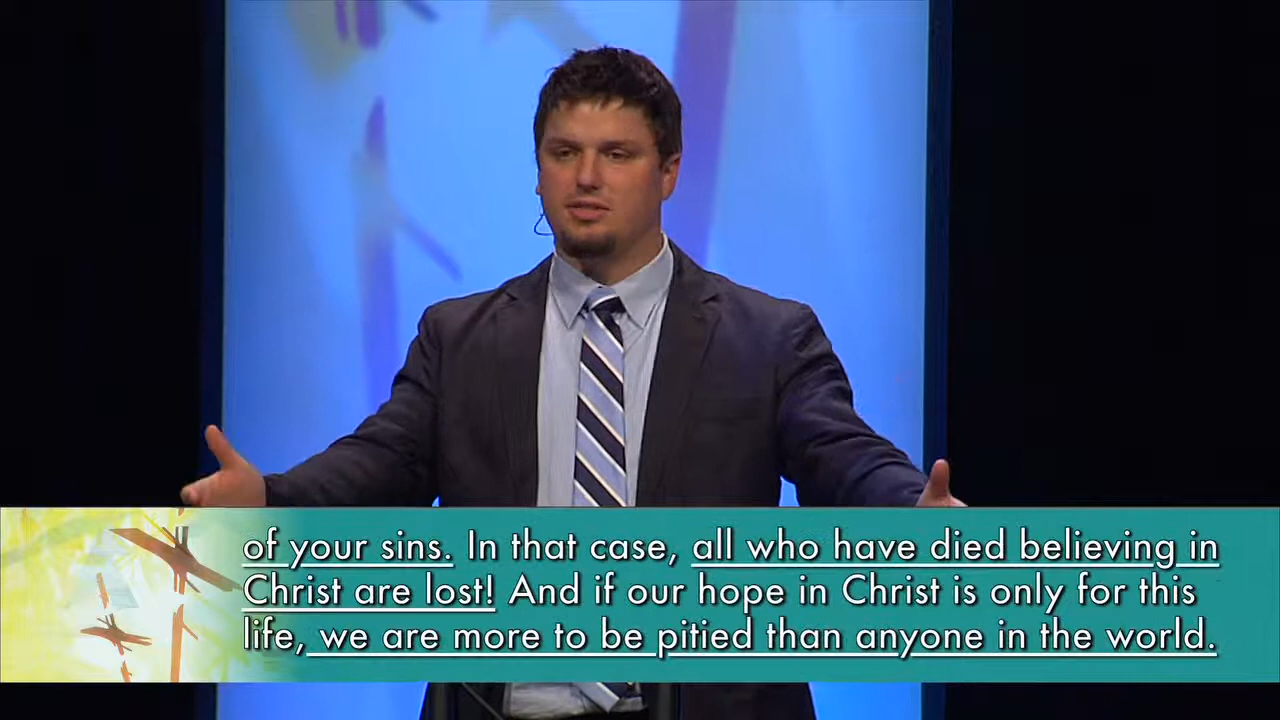 of your sins. In that case, all who have died believing in
Christ are lost! And if our hope in Christ is only for this
life, we are more to be pitied than anyone in the world.